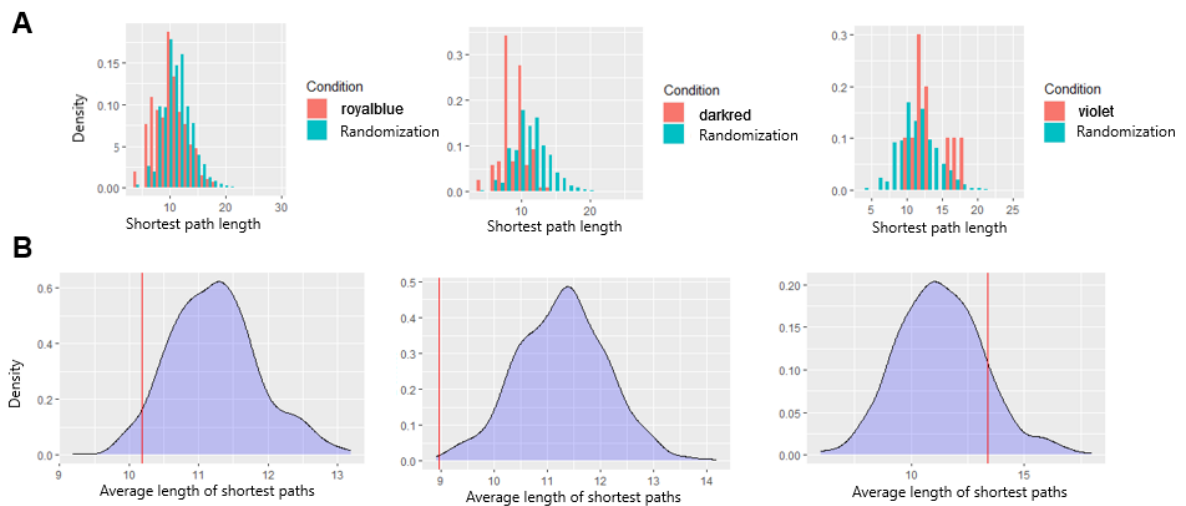 A
Density
0.15
0.10
5
0.00
10 20 30
Shortest path length
Condition
royalblue
Randomization
0.3
0.2
0.1
0.0
10 20
Shortest path length
Condition
darkred
Randomization
0.3
0.2
0.1
0.0
5 10 15 20 25
Shortest path length
Condition
violet
Randomization
B
Density
0.6
0.4
0.2
0.0
9 10 11 12 13
Average length of shortest paths
0.5
0.4
0.3
0.2
0.1
0.0
9 10 11 12 13 14
Average length of shortest paths
0.20
0.15
0.10
0.05
0.00
10 15
Average length of shortest paths